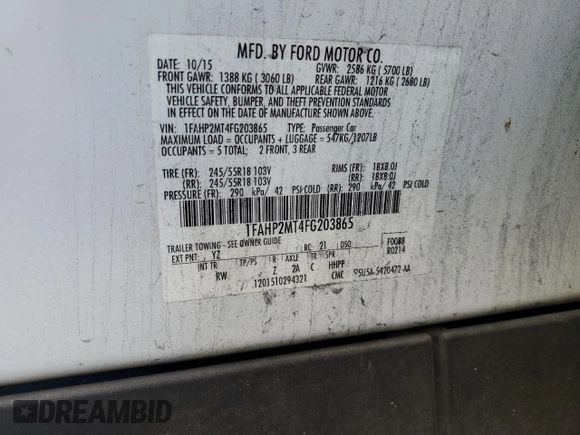 MFD. BY FORD MOTOR CO.
DATE: 10/15 GVWR: 2586 KG ( 5700 LB)
FRONT GAWR: 1388 KG ( 3060 LB) REAR GAWR: 1216 KG ( 2680 LB)
THIS VEHICLE CONFORMS TO ALL APPLICABLE FEDERAL MOTOR
VEHICLE SAFETY, BUMPER, AND THEFT PREVENTION STANDARDS
IN EFFECT ON THE DATE OF MANUFACTURE SHOWN ABOVE.
VIN: 1FAHP2MT4FG203865 TYPE: Passenger Car
MAXIMUM LOAD = OCCUPANTS + LUGGAGE = 547KG/1207LB
OCCUPANTS = 5 TOTAL: 2 FRONT, 3 REAR
TIRE (FR): 245/55R18 103V RIMS (FR): 18X8.0J
(RR): 245/55R18 103V (RR): 18X8.0J
PRESSURE (FR): 290 kPa/ 42 PSI COLD (RR): 290 kPa/ 42 PSI COLD
1FAHP2MT4FG203865
TRAILER TOWING - SEE OWNER GUIDE
EXT PNT: YZ RC: 21 DSO: F0088
INT TR TP/PS R AXLE TR SPR R0214
RW Z 2A C HHPP
1201510294321 CMC 5U5A-5420472-AA
DREAMBID